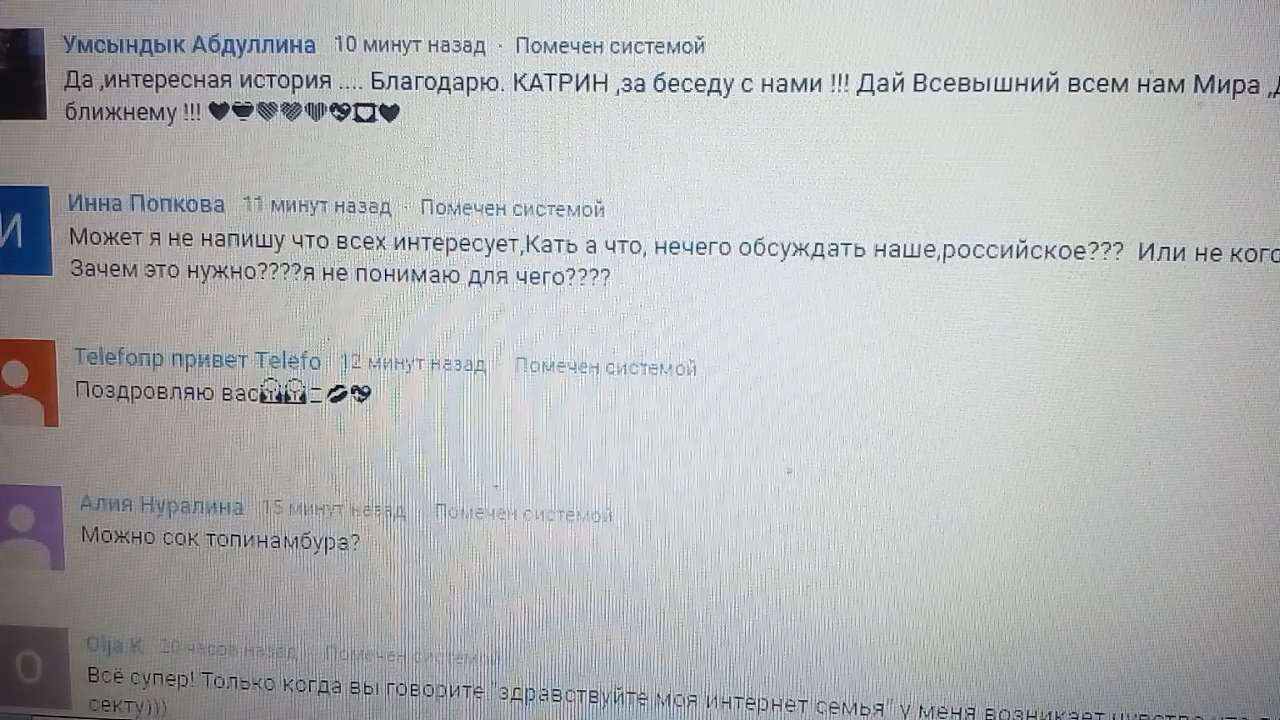 Умсындык Абдуллина 10 минут назад · Помечен системой
Да ,интересная история .... Благодарю. КАТРИН ,за беседу с нами !!! Дай Всевышний всем нам Мира ,Д
ближнему !!!
И
Инна Попкова 11 минут назад · Помечен системой
Может я не напишу что всех интересует,Кать а что, нечего обсуждать наше,российское??? Или не кого
Зачем это нужно????я не понимаю для чего????
Telefonр привет Telefo 12 минут назад Помечен системой
Поздровляю вас
Алия Нуралина 15 минут назад Помечен системой
Можно сок топинамбура?
O
Olja K 20 часов назад Помечен системой
Всё супер! Только когда вы говорите "здравствуйте моя интернет семья" у меня возникает
секту)))